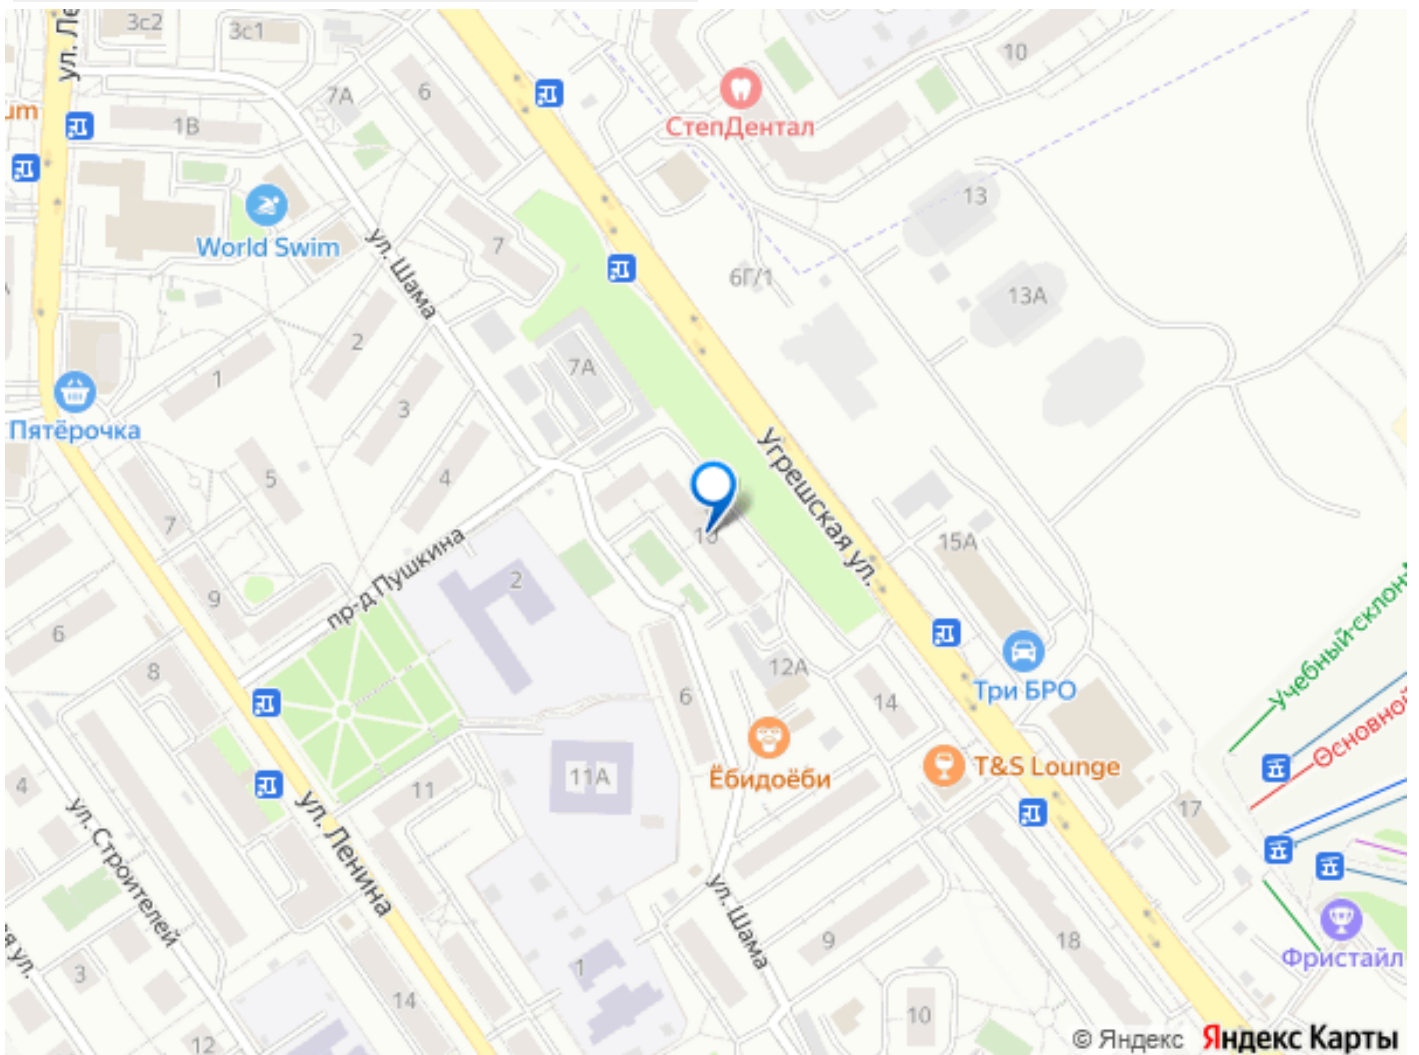 ул. Ле
3с2
3с1
10
6
7А
СтепДентал
um
1В
13
7
World Swim
ул. Шама
6Г/1
13А
2
7А
1
3
Пятёрочка
Угрешская ул.
5
4
7
10
15А
пр-д Пушкина
2
9
6
Учебный склон
8
12А
6
Три БРО
14
Основной
11А
Ёбидоёби
T&S Lounge
4
11
17
ул. Строителей
ул. Ленина
ул. Шама
я ул.
9
18
Фристайл
3
1
14
10
12
© Яндекс Яндекс Карты